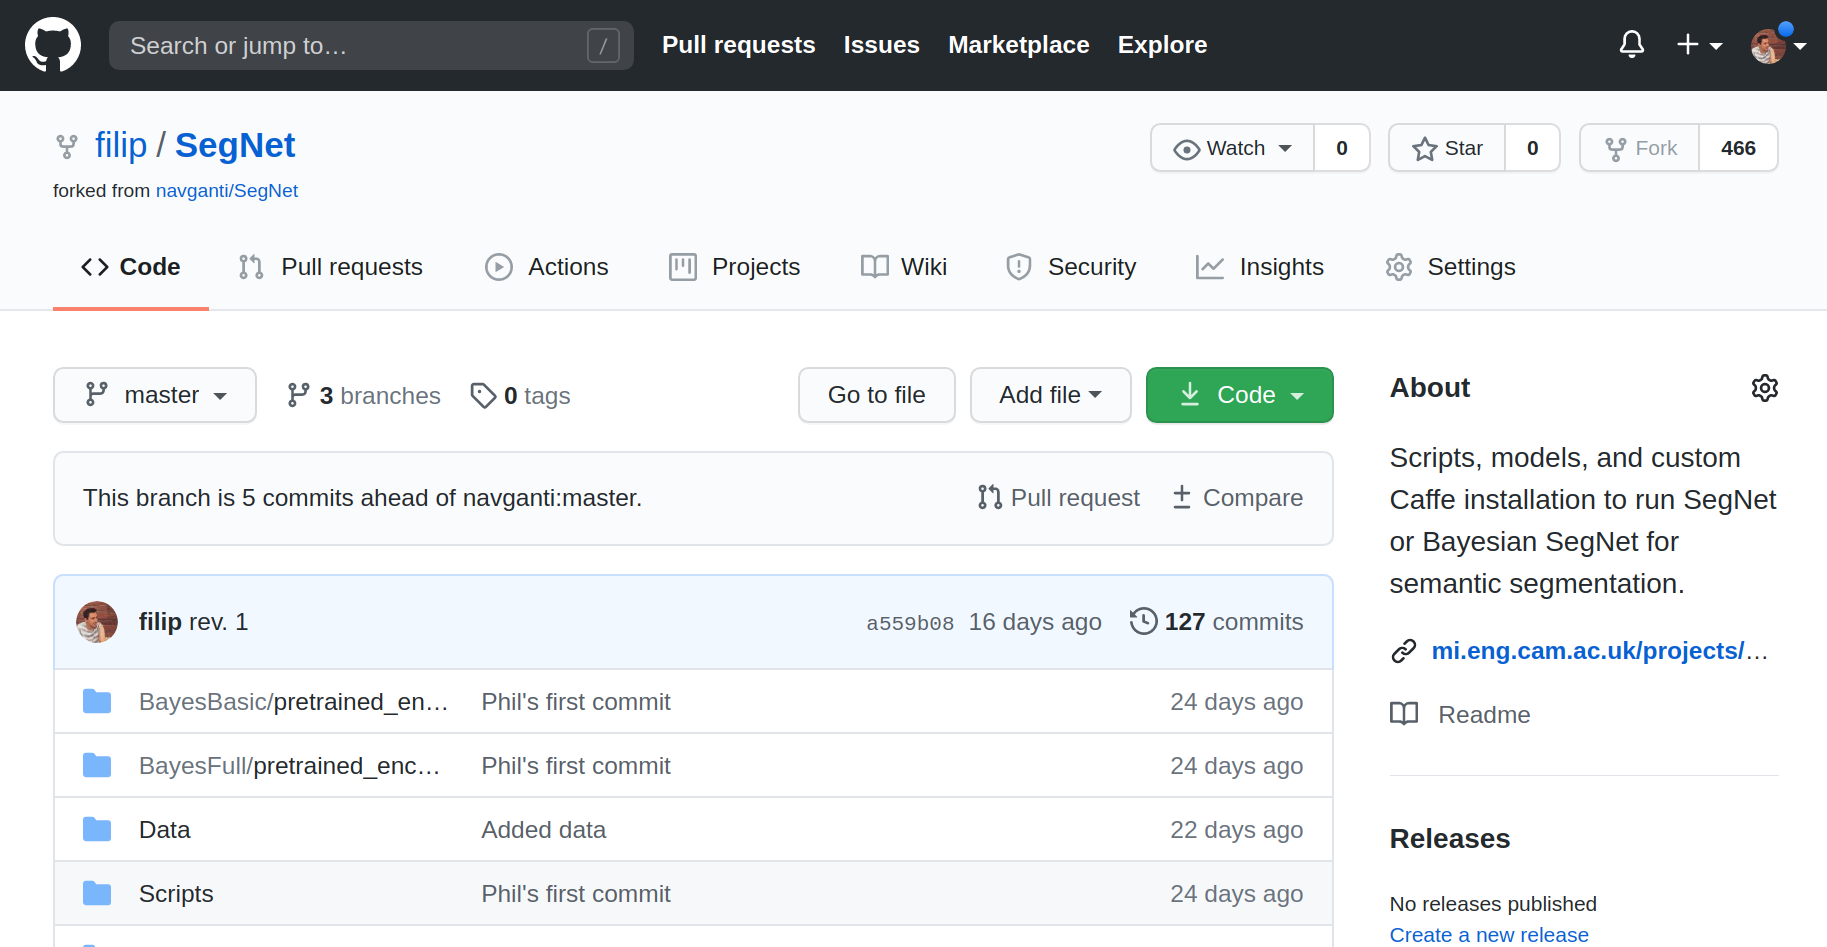 Search or jump to… /
Pull requests Issues Marketplace Explore
filip / SegNet
forked from navganti/SegNet
Watch 0
Star 0
Fork 466
Code Pull requests Actions Projects Wiki Security Insights Settings
master 3 branches 0 tags
Go to file Add file Code
This branch is 5 commits ahead of navganti:master.
Pull request Compare
filip rev. 1 a559b08 16 days ago 127 commits
BayesBasic/pretrained_en… Phil's first commit 24 days ago
BayesFull/pretrained_enc… Phil's first commit 24 days ago
Data Added data 22 days ago
Scripts Phil's first commit 24 days ago
About
Scripts, models, and custom
Caffe installation to run SegNet
or Bayesian SegNet for
semantic segmentation.
mi.eng.cam.ac.uk/projects/…
Readme
Releases
No releases published
Create a new release